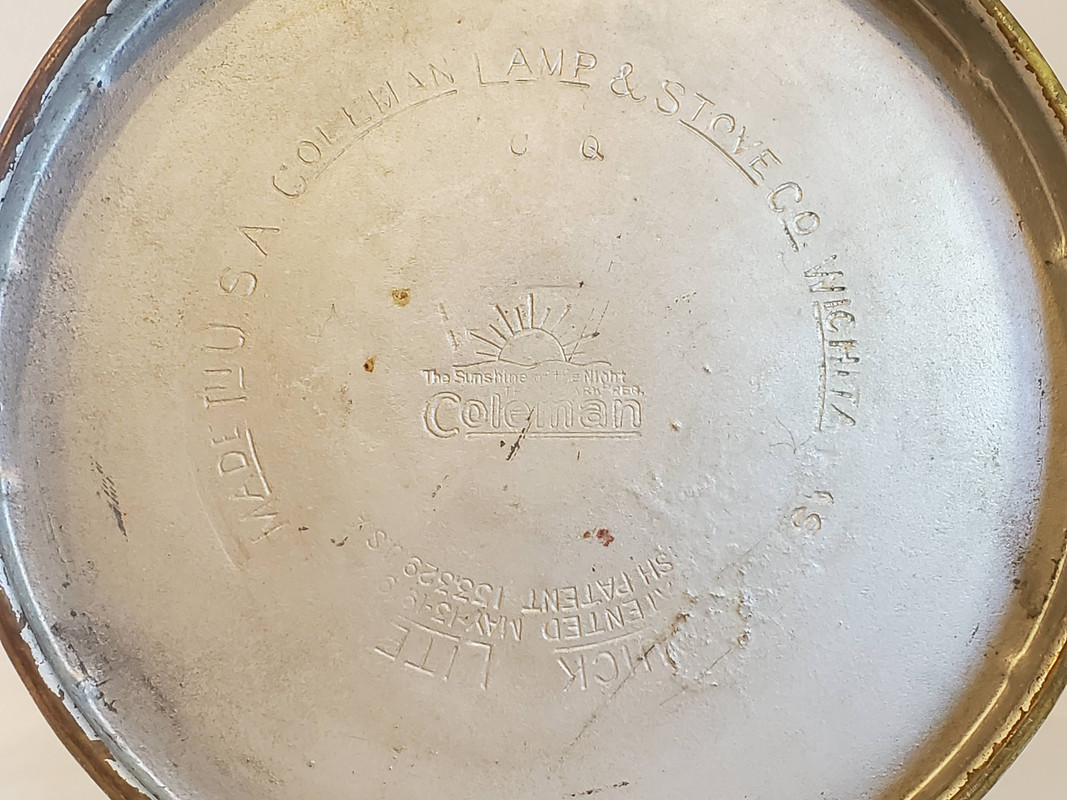 MADE IN U.S.A. COLEMAN LAMP & STOVE CO. WICHITA
C Q
The Sunshine of the Night
Coleman
QUICK LITE
PATENTED MAY-13-19
PATENT 133329